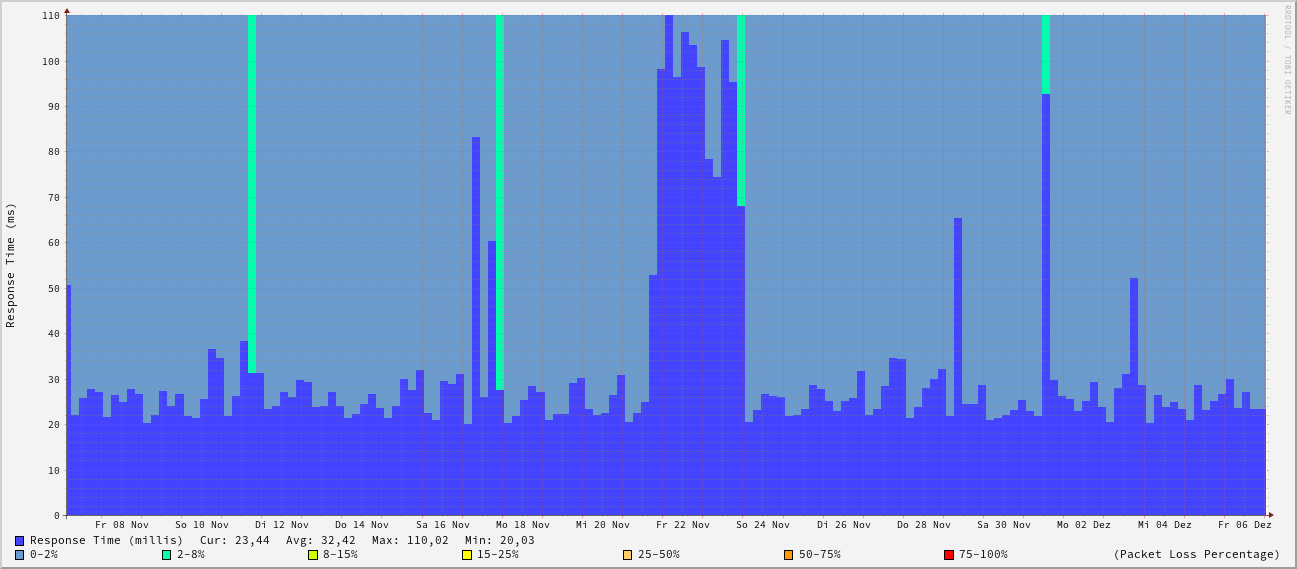 RRDTOOL / TOBI OETIKER
Response Time (ms)
110
100
90
80
70
60
50
40
30
20
10
0
Fr 08 Nov So 10 Nov Di 12 Nov Do 14 Nov Sa 16 Nov Mo 18 Nov Mi 20 Nov Fr 22 Nov So 24 Nov Di 26 Nov Do 28 Nov Sa 30 Nov Mo 02 Dez Mi 04 Dez Fr 06 Dez
Response Time (millis) Cur: 23,44 Avg: 32,42 Max: 110,02 Min: 20,03
0-2% 2-8% 8-15% 15-25% 25-50% 50-75% 75-100% (Packet Loss Percentage)